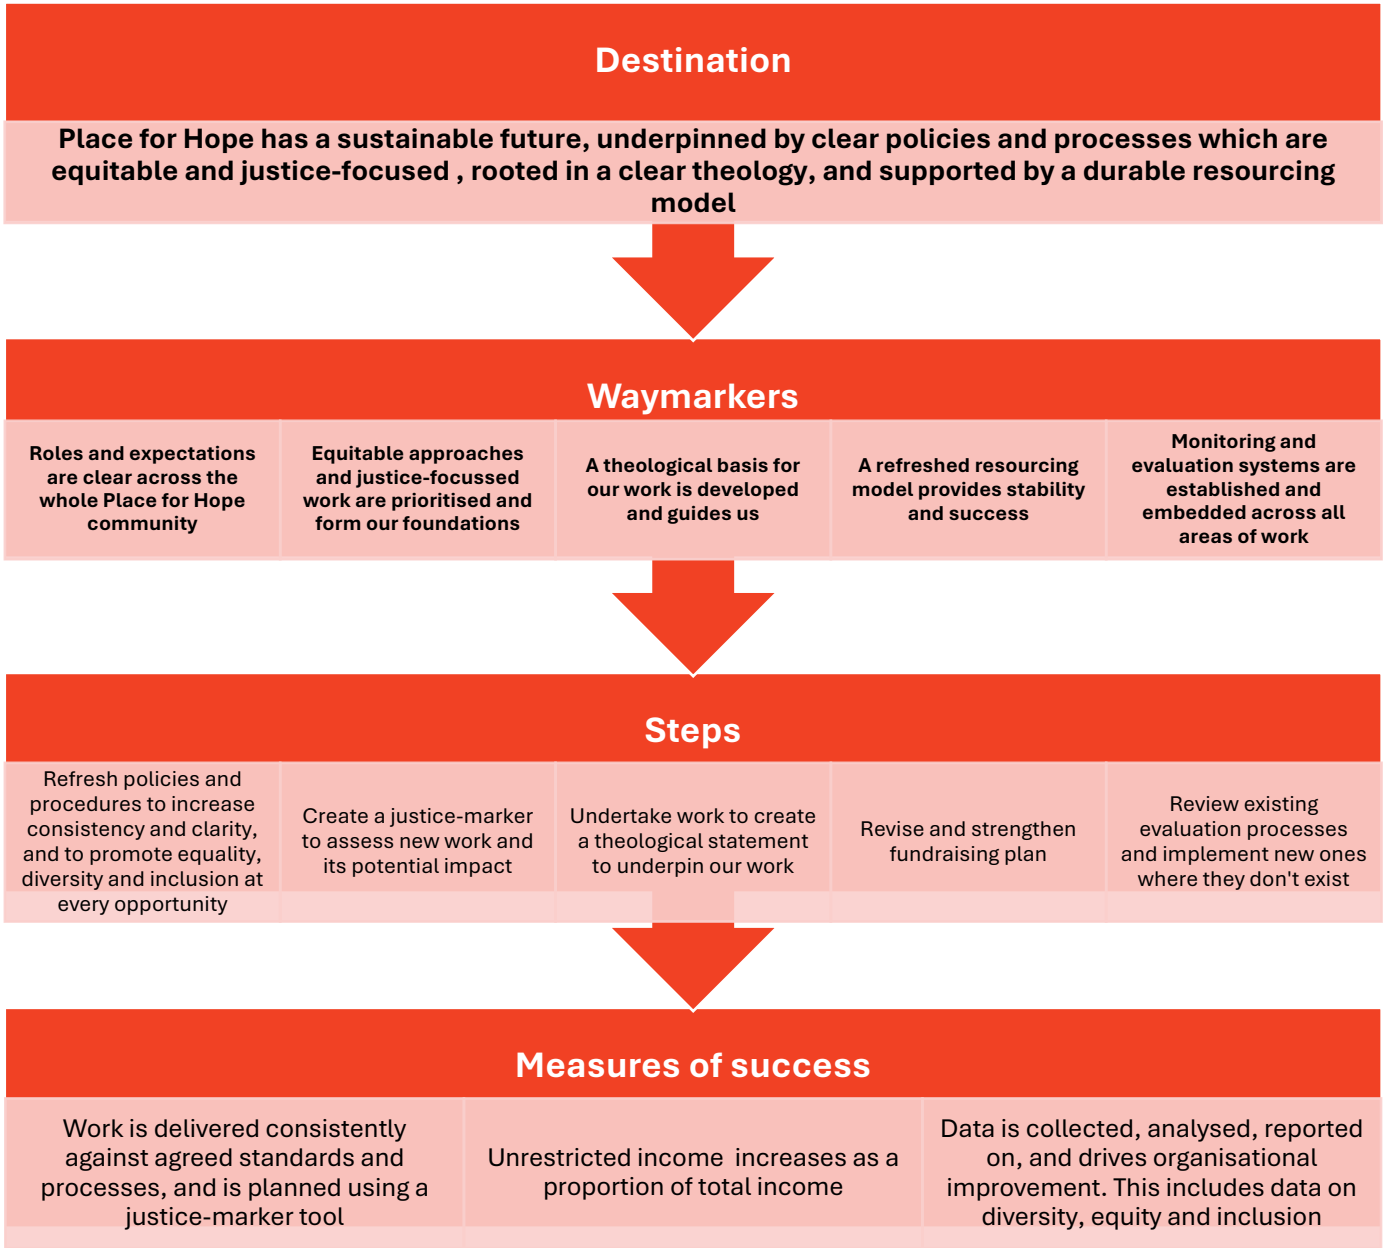 Destination
Place for Hope has a sustainable future, underpinned by clear policies and processes which are
equitable and justice-focused , rooted in a clear theology, and supported by a durable resourcing
model
Waymarkers
Roles and expectations
are clear across the
whole Place for Hope
community
Equitable approaches
and justice-focussed
work are prioritised and
form our foundations
A theological basis for
our work is developed
and guides us
A refreshed resourcing
model provides stability
and success
Monitoring and
evaluation systems are
established and
embedded across all
areas of work
Steps
Refresh policies and
procedures to increase
consistency and clarity,
and to promote equality,
diversity and inclusion at
every opportunity
Create a justice-marker
to assess new work and
its potential impact
Undertake work to create
a theological statement
to underpin our work
Revise and strengthen
fundraising plan
Review existing
evaluation processes
and implement new ones
where they don't exist
Measures of success
Work is delivered consistently
against agreed standards and
processes, and is planned using a
justice-marker tool
Unrestricted income  increases as a
proportion of total income
Data is collected, analysed, reported
on, and drives organisational
improvement. This includes data on
diversity, equity and inclusion